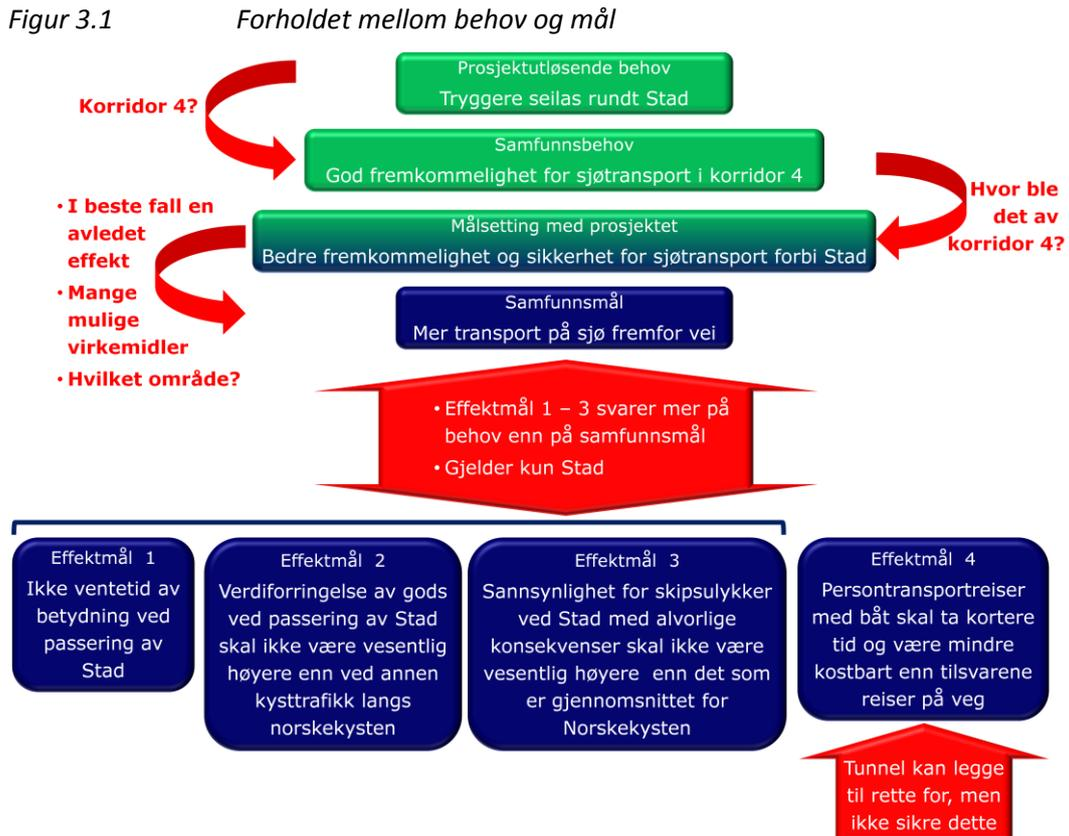 Figur 3.1 Forholdet mellom behov og mål
Prosjektutløsende behov
Tryggere seilas rundt Stad
Korridor 4?
Samfunnsbehov
God fremkommelighet for sjøtransport i korridor 4
Hvor ble
det av
korridor 4?
Målsetting med prosjektet
Bedre fremkommelighet og sikkerhet for sjøtransport forbi Stad
• I beste fall en
avledet
effekt
• Mange
mulige
virkemidler
• Hvilket område?
Samfunnsmål
Mer transport på sjø fremfor vei
• Effektmål 1 – 3 svarer mer på
behov enn på samfunnsmål
• Gjelder kun Stad
Effektmål 1
Ikke ventetid av
betydning ved
passering av
Stad
Effektmål 2
Verdiforringelse av gods
ved passering av Stad
skal ikke være vesentlig
høyere enn ved annen
kysttrafikk langs
norskekysten
Effektmål 3
Sannsynlighet for skipsulykker
ved Stad med alvorlige
konsekvenser skal ikke være
vesentlig høyere enn det som
er gjennomsnittet for
Norskekysten
Effektmål 4
Persontransportreiser
med båt skal ta kortere
tid og være mindre
kostbart enn tilsvarene
reiser på veg
Tunnel kan legge
til rette for, men
ikke sikre dette